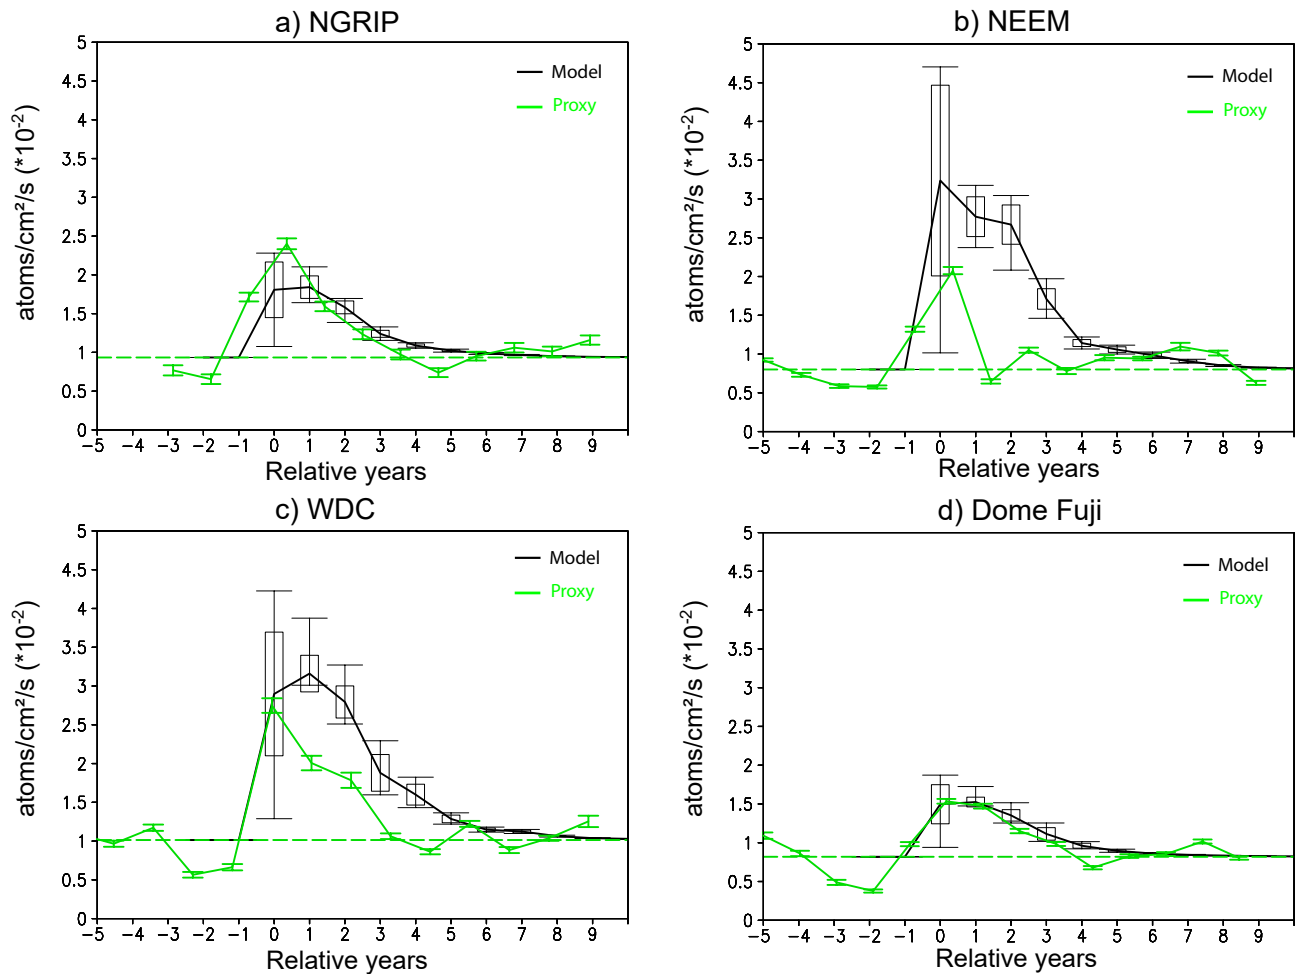 a) NGRIP
atoms/cm²/s (*10-2)
5
4.5
4
3.5
3
2.5
2
1.5
1
0.5
0
Model
Proxy
-5 -4 -3 -2 -1 0 1 2 3 4 5 6 7 8 9
Relative years
b) NEEM
atoms/cm²/s (*10-2)
5
4.5
4
3.5
3
2.5
2
1.5
1
0.5
0
Model
Proxy
-5 -4 -3 -2 -1 0 1 2 3 4 5 6 7 8 9
Relative years
c) WDC
atoms/cm²/s (*10-2)
5
4.5
4
3.5
3
2.5
2
1.5
1
0.5
0
Model
Proxy
-5 -4 -3 -2 -1 0 1 2 3 4 5 6 7 8 9
Relative years
d) Dome Fuji
atoms/cm²/s (*10-2)
5
4.5
4
3.5
3
2.5
2
1.5
1
0.5
0
Model
Proxy
-5 -4 -3 -2 -1 0 1 2 3 4 5 6 7 8 9
Relative years